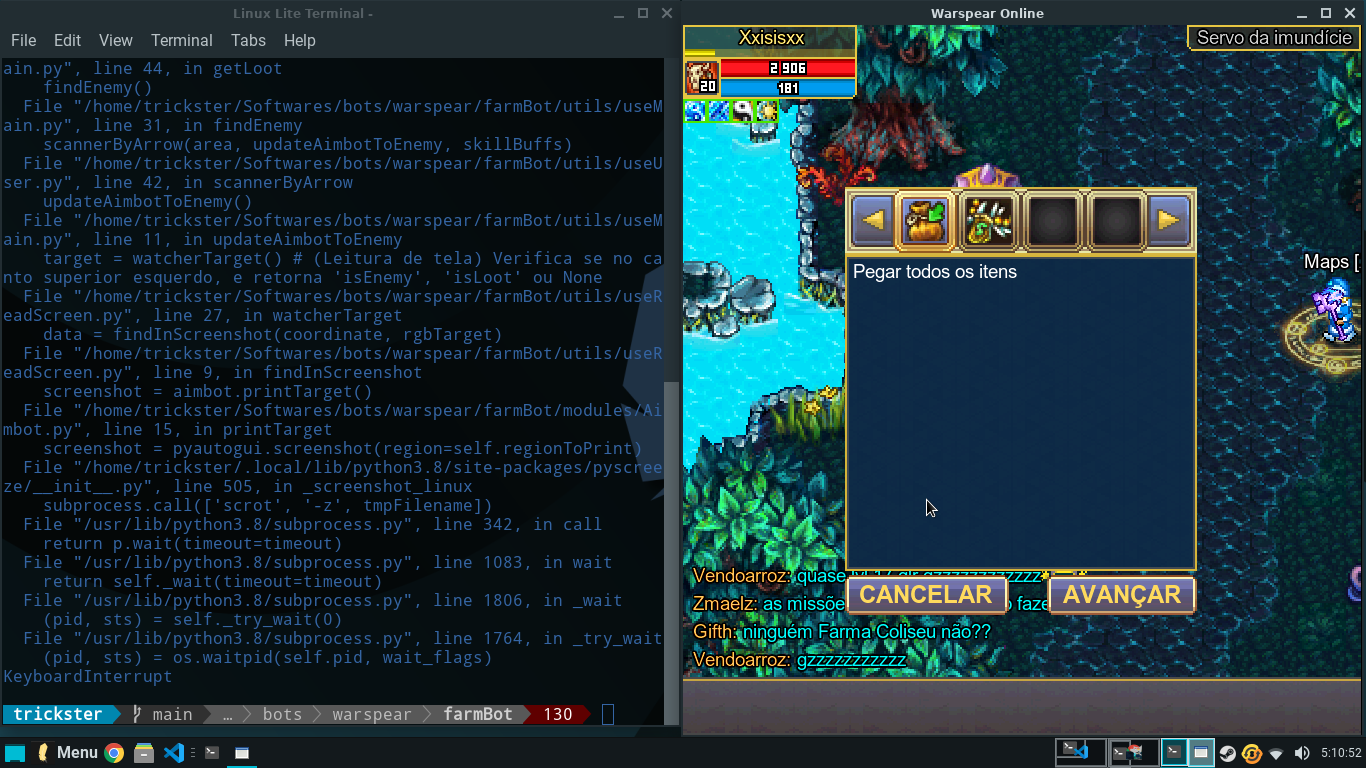 Linux Lite Terminal -
File Edit View Terminal Tabs Help
ain.py", line 44, in getLoot
findEnemy()
File "/home/trickster/Softwares/bots/warspear/farmBot/utils/useM
ain.py", line 31, in findEnemy
scannerByArrow(area, updateAimbotToEnemy, skillBuffs)
File "/home/trickster/Softwares/bots/warspear/farmBot/utils/useU
ser.py", line 42, in scannerByArrow
updateAimbotToEnemy()
File "/home/trickster/Softwares/bots/warspear/farmBot/utils/useM
ain.py", line 11, in updateAimbotToEnemy
target = watcherTarget() # (Leitura de tela) Verifica se no ca
nto superior esquerdo, e retorna 'isEnemy', 'isLoot' ou None
File "/home/trickster/Softwares/bots/warspear/farmBot/utils/useR
eadScreen.py", line 27, in watcherTarget
data = findInScreenshot(coordinate, rgbTarget)
File "/home/trickster/Softwares/bots/warspear/farmBot/utils/useR
eadScreen.py", line 9, in findInScreenshot
screenshot = aimbot.printTarget()
File "/home/trickster/Softwares/bots/warspear/farmBot/modules/Ai
mbot.py", line 15, in printTarget
screenshot = pyautogui.screenshot(region=self.regionToPrint)
File "/home/trickster/.local/lib/python3.8/site-packages/pyscree
ze/__init__.py", line 505, in _screenshot_linux
subprocess.call(['scrot', '-z', tmpFilename])
File "/usr/lib/python3.8/subprocess.py", line 342, in call
return p.wait(timeout=timeout)
File "/usr/lib/python3.8/subprocess.py", line 1083, in wait
return self._wait(timeout=timeout)
File "/usr/lib/python3.8/subprocess.py", line 1806, in _wait
(pid, sts) = self._try_wait(0)
File "/usr/lib/python3.8/subprocess.py", line 1764, in _try_wait
(pid, sts) = os.waitpid(self.pid, wait_flags)
KeyboardInterrupt
trickster main … bots warspear farmBot 130
Warspear Online
Xxisisxx
Servo da imundície
2 906
20
181
Pegar todos os itens
Maps [
Vendoarroz: quase lvl 17 glr gzzzzzzzzzzzz
Zmaelz: as missõe
o faze
CANCELAR
AVANÇAR
Gifth: ninguém Farma Coliseu não??
Vendoarroz: gzzzzzzzzzzz
Menu
5:10:52